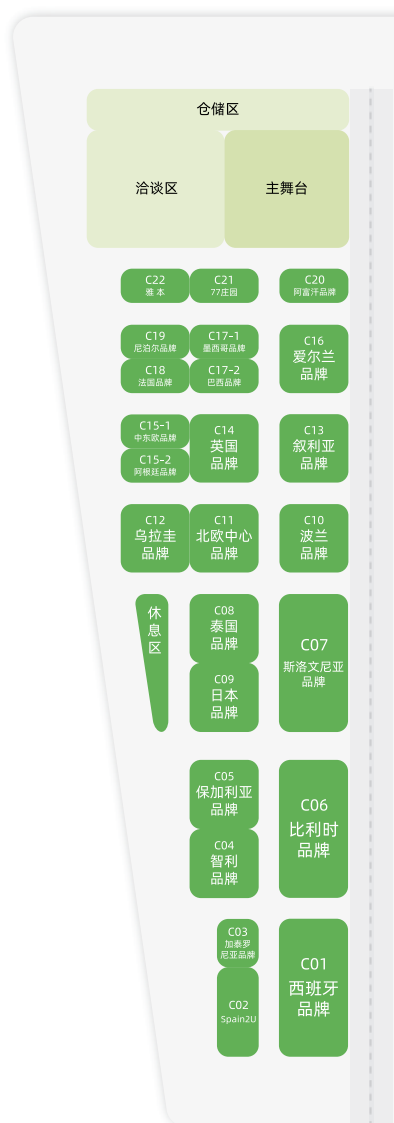 仓储区
洽谈区
主舞台
C22
雅 本
C21
77庄园
C20
阿富汗品牌
C19
尼泊尔品牌
C17-1
墨西哥品牌
C16
爱尔兰
品牌
C18
法国品牌
C17-2
巴西品牌
C15-1
中东欧品牌
C14
英国
品牌
C13
叙利亚
品牌
C15-2
阿根廷品牌
C12
乌拉圭
品牌
C11
北欧中心
品牌
C10
波兰
品牌
休
息
区
C08
泰国
品牌
C07
斯洛文尼亚
品牌
C09
日本
品牌
C05
保加利亚
品牌
C06
比利时
品牌
C04
智利
品牌
C03
加泰罗
尼亚品牌
C01
西班牙
品牌
C02
Spain2U